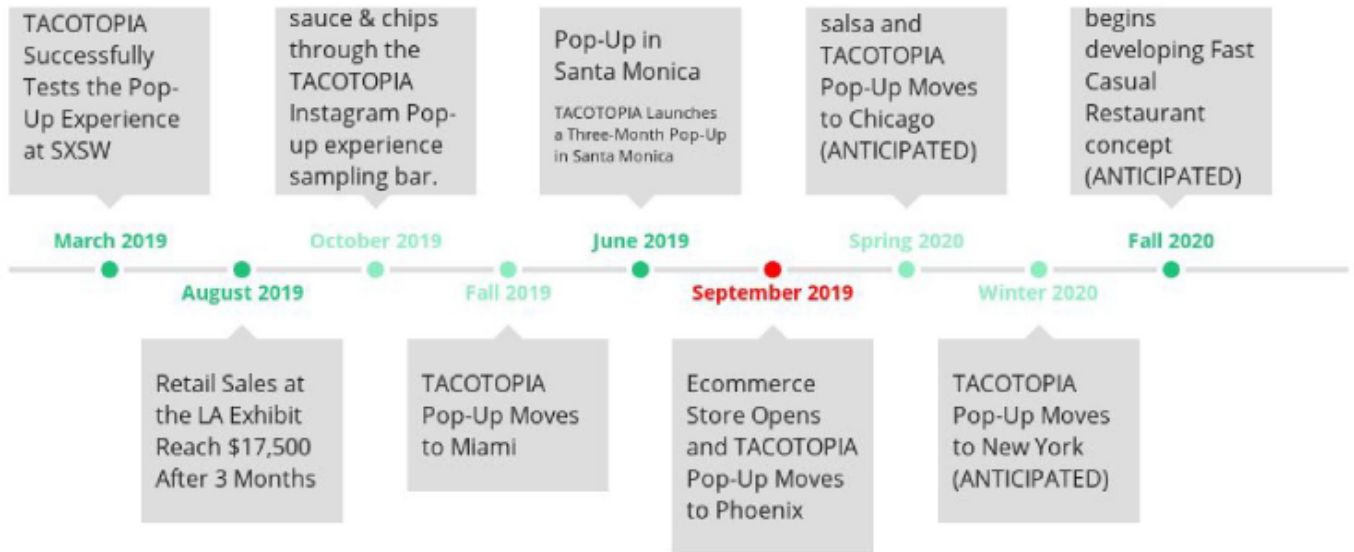 TACOTOPIA
Successfully
Tests the Pop-
Up Experience
at SXSW
sauce & chips
through the
TACOTOPIA
Instagram Pop-
up experience
sampling bar.
Pop-Up in
Santa Monica
TACOTOPIA Launches
a Three-Month Pop-Up
in Santa Monica
salsa and
TACOTOPIA
Pop-Up Moves
to Chicago
(ANTICIPATED)
begins
developing Fast
Casual
Restaurant
concept
(ANTICIPATED)
March 2019
October 2019
June 2019
Spring 2020
Fall 2020
August 2019
Fall 2019
September 2019
Winter 2020
Retail Sales at
the LA Exhibit
Reach $17,500
After 3 Months
TACOTOPIA
Pop-Up Moves
to Miami
Ecommerce
Store Opens
and TACOTOPIA
Pop-Up Moves
to Phoenix
TACOTOPIA
Pop-Up Moves
to New York
(ANTICIPATED)